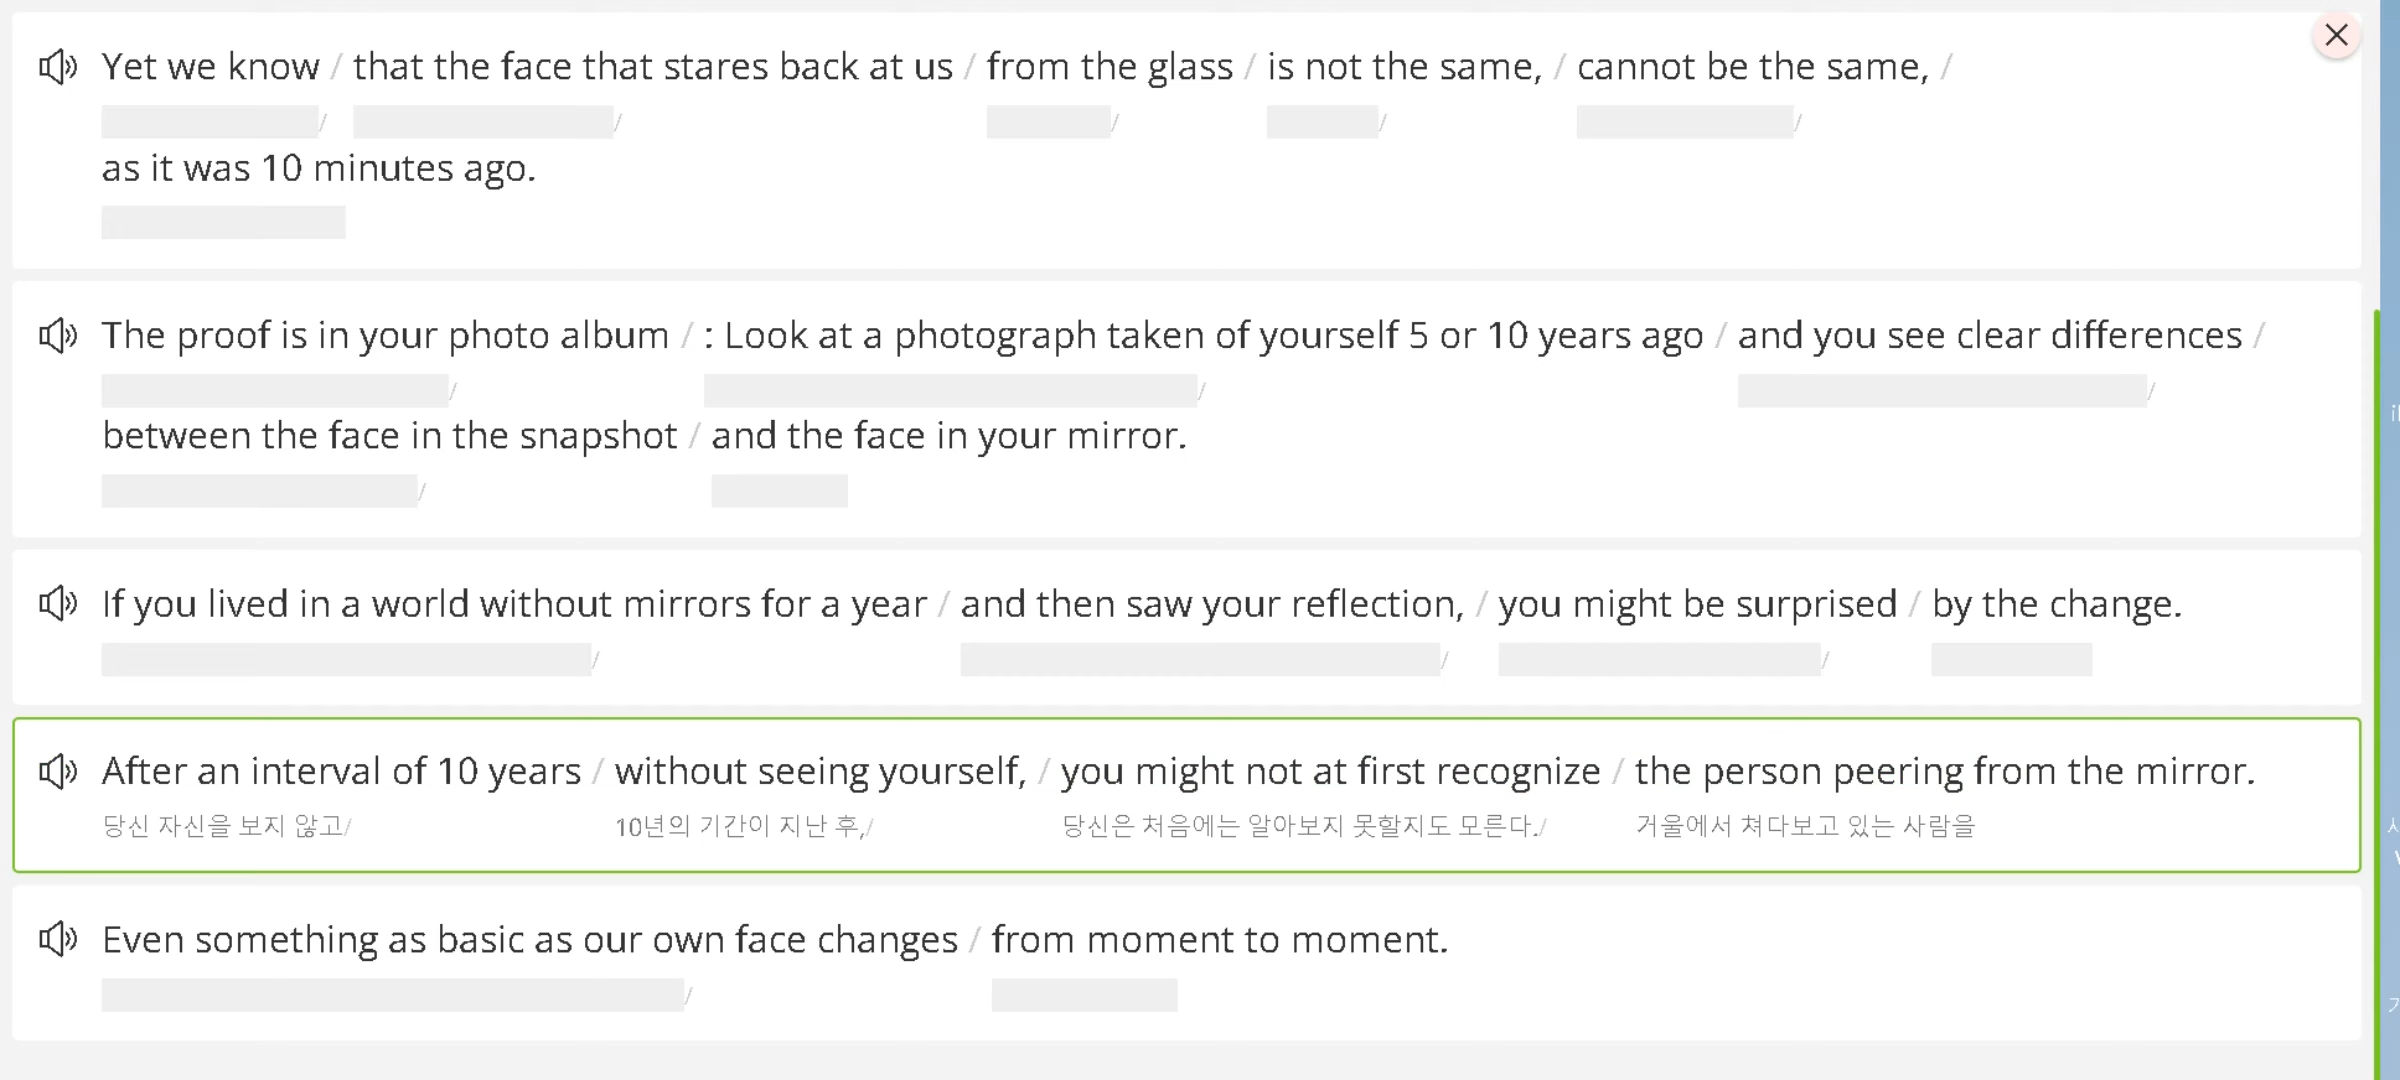 Yet we know / that the face that stares back at us / from the glass / is not the same, / cannot be the same, /
/ / / / /
as it was 10 minutes ago.
The proof is in your photo album / : Look at a photograph taken of yourself 5 or 10 years ago / and you see clear differences /
/ / /
between the face in the snapshot / and the face in your mirror.
/
If you lived in a world without mirrors for a year / and then saw your reflection, / you might be surprised / by the change.
/ / /
After an interval of 10 years / without seeing yourself, / you might not at first recognize / the person peering from the mirror.
당신 자신을 보지 않고/ 10년의 기간이 지난 후,/ 당신은 처음에는 알아보지 못할지도 모른다./ 거울에서 쳐다보고 있는 사람을
Even something as basic as our own face changes / from moment to moment.
/